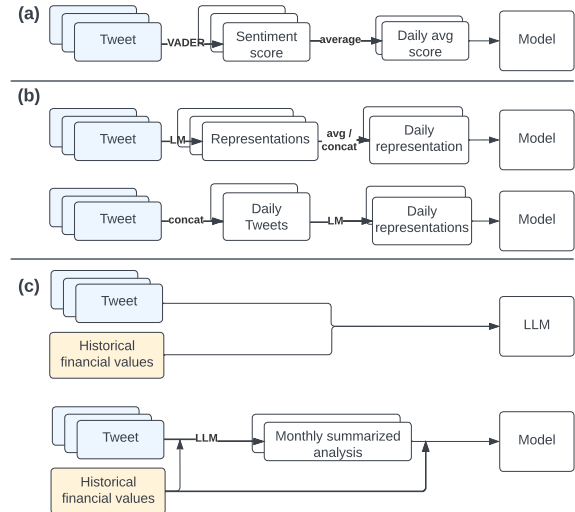 (a)
Tweet
VADER
Sentiment
score
average
Daily avg
score
Model
(b)
Tweet
LM
Representations
avg /
concat
Daily
representation
Model
Tweet
concat
Daily
Tweets
LM
Daily
representations
Model
(c)
Tweet
Historical
financial values
LLM
Tweet
LLM
Monthly summarized
analysis
Model
Historical
financial values